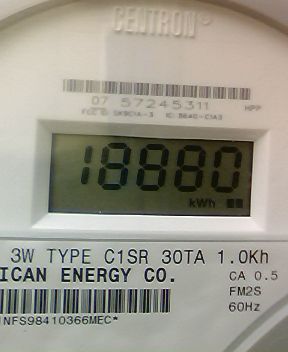 CENTRON
07 57245311
HPP
18880
kWh
3W TYPE C1SR 30TA 1.0Kh
ICAN ENERGY CO.
CA 0.5
FM2S
60Hz
NFS98410366MEC*